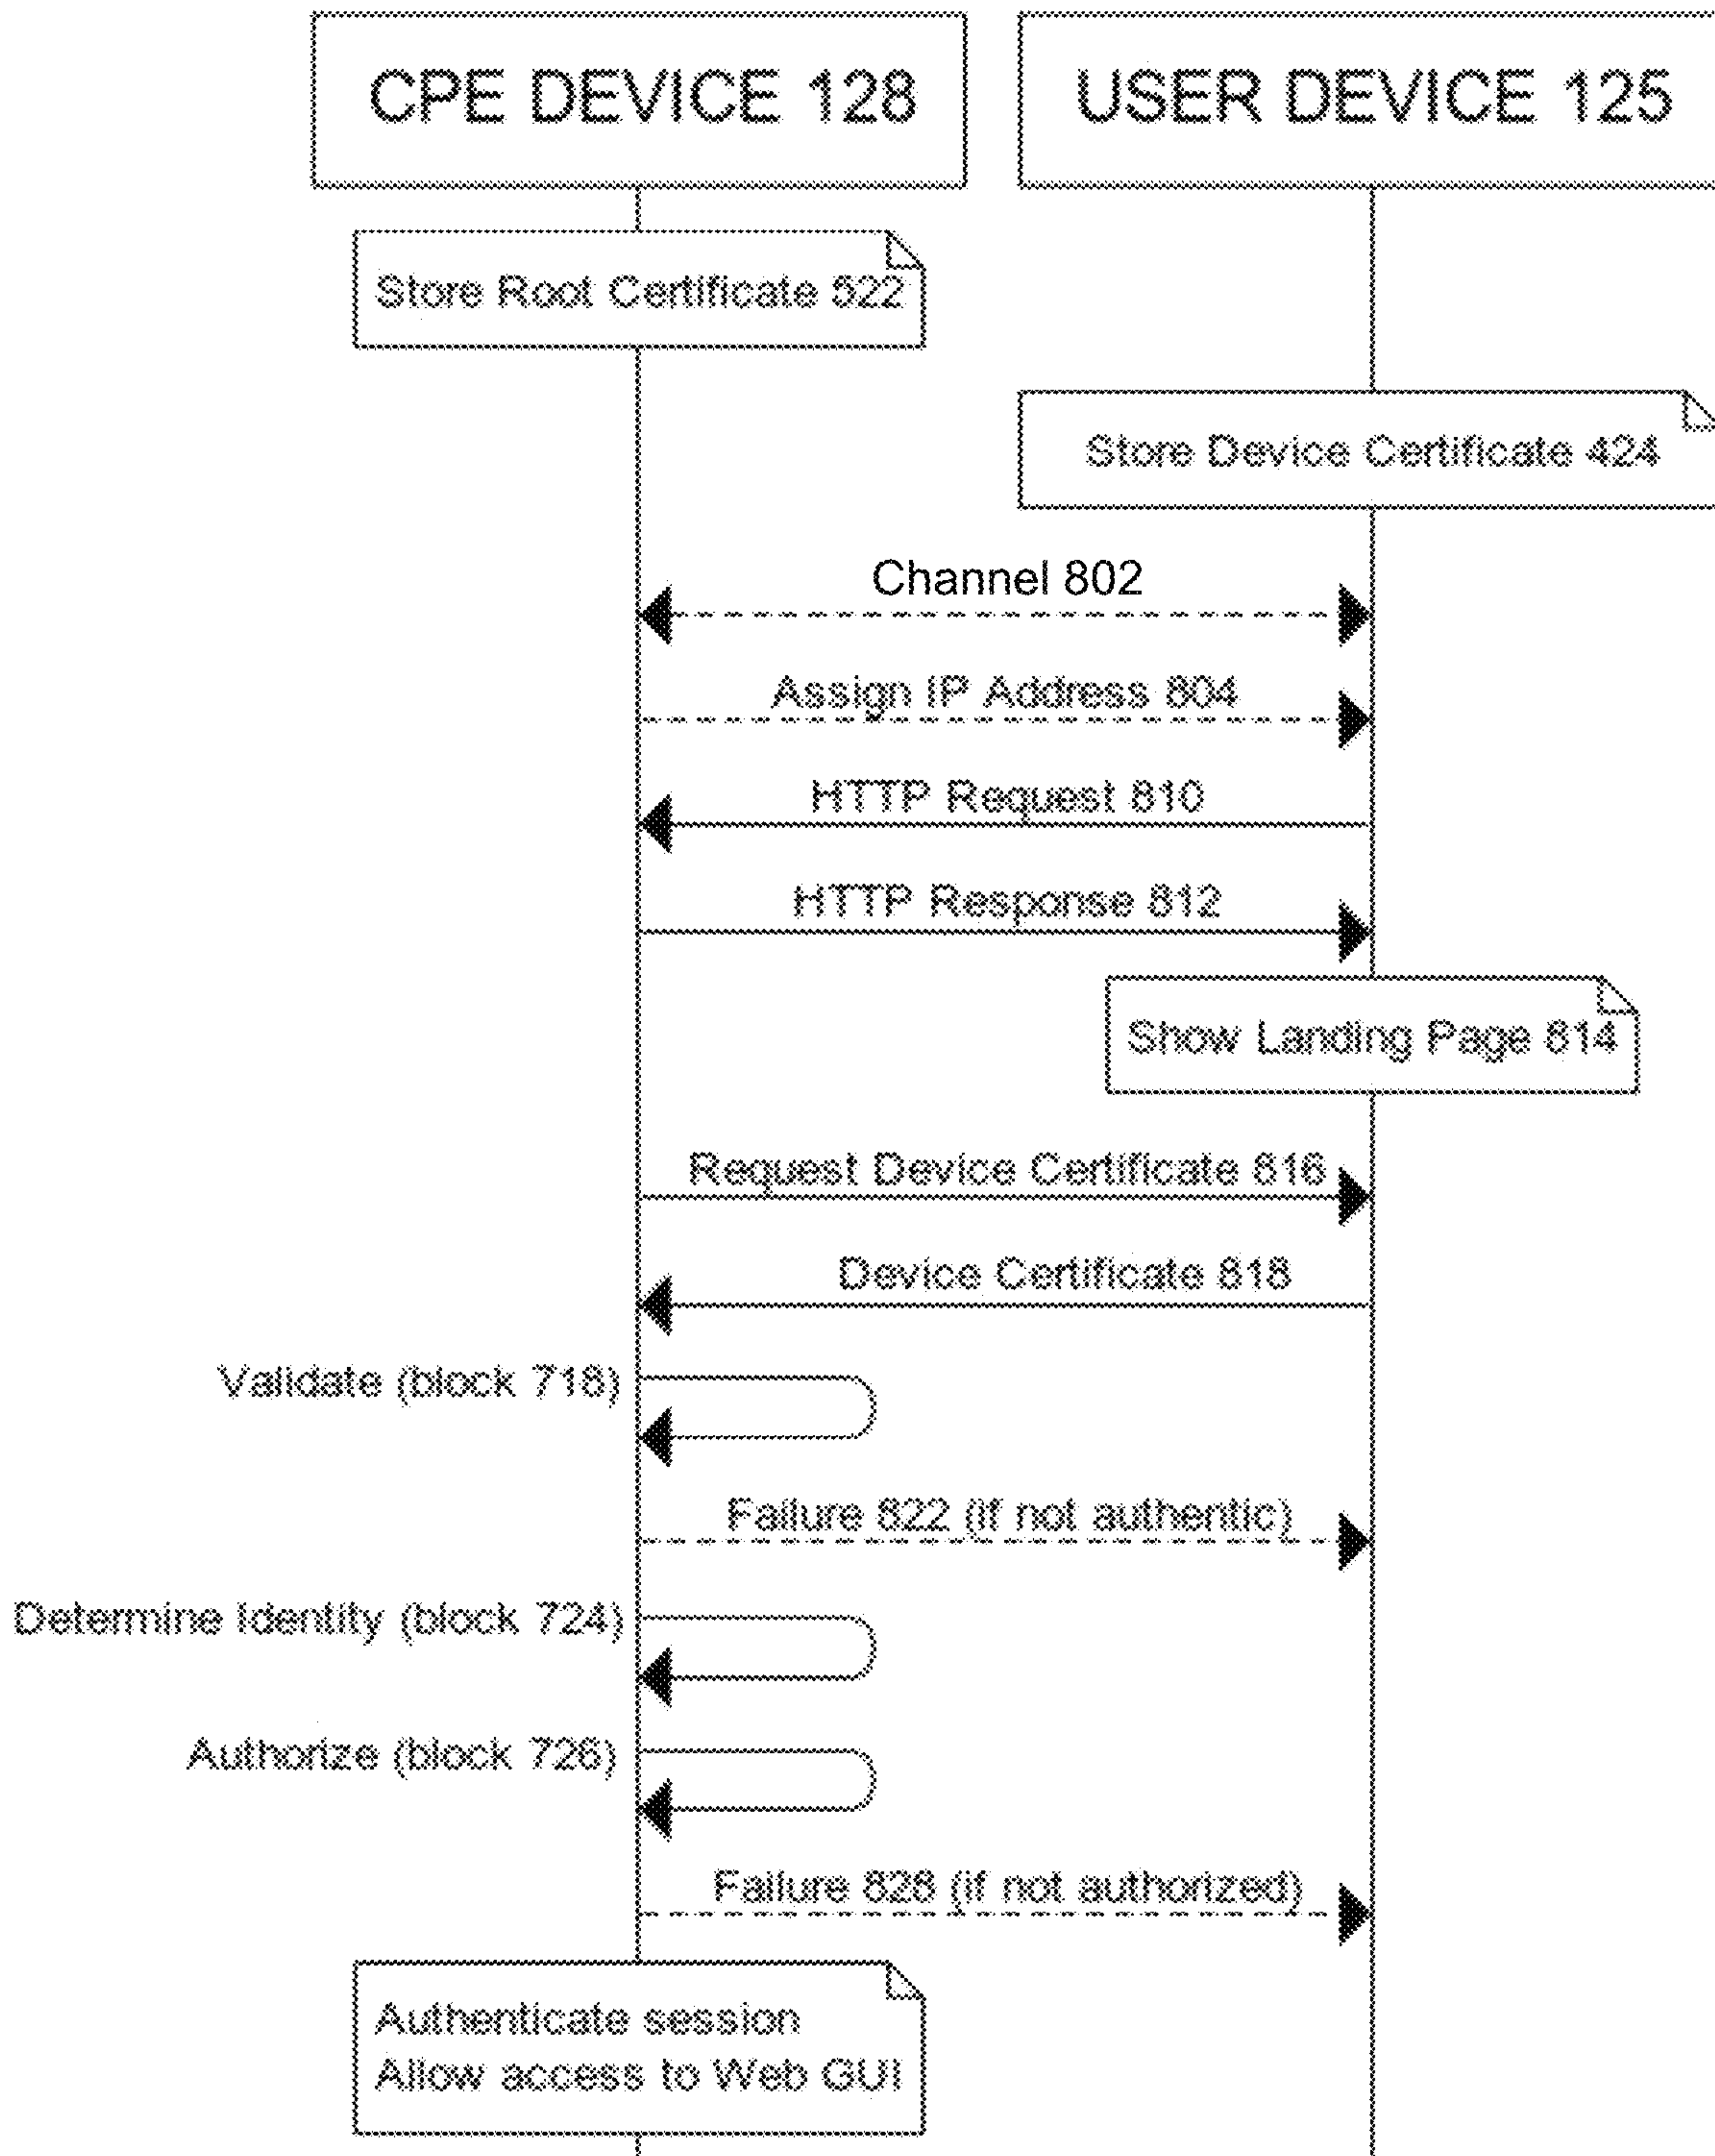 CPE DEVICE 128
USER DEVICE 125
Store Root Certificate 522
Store Device Certificate 424
Channel 802
Assign IP Address 804
HTTP Request 810
HTTP Response 812
Show Landing Page 814
Request Device Certificate 816
Device Certificate 818
Validate (block 718)
Failure 822 (if not authentic)
Determine Identity (block 724)
Authorize (block 726)
Failure 828 (if not authorized)
Authenticate session
Allow access to Web GUI